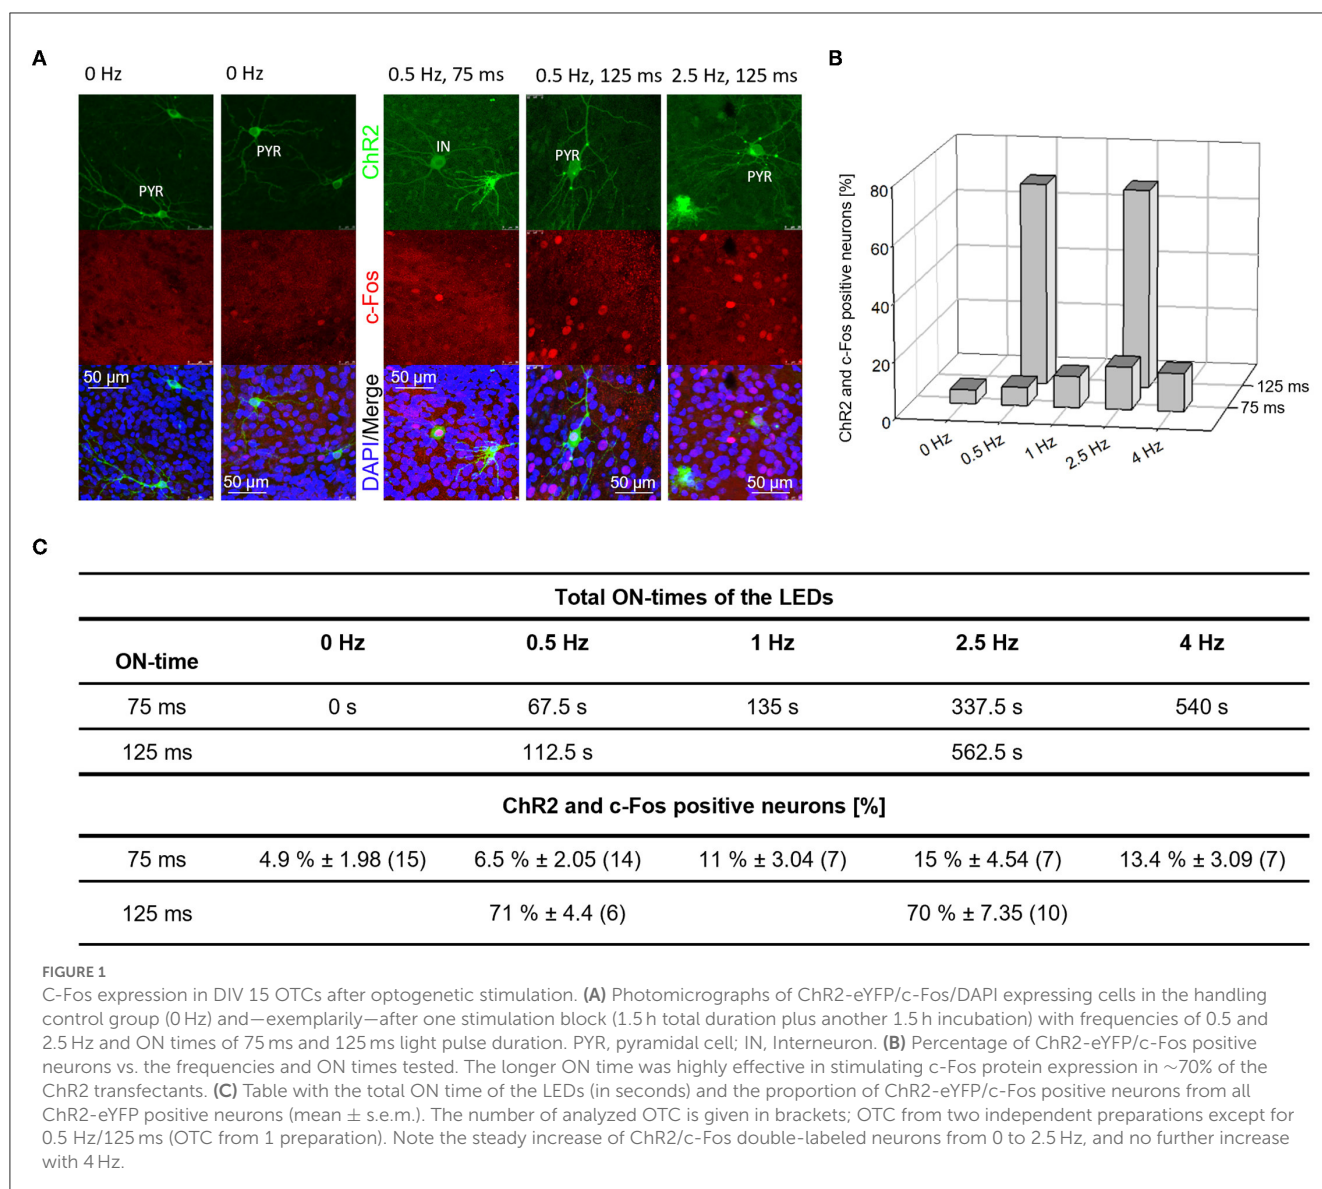 A
0 Hz
0 Hz
0.5 Hz, 75 ms
0.5 Hz, 125 ms
2.5 Hz, 125 ms
ChR2
c-Fos
DAPI/Merge
PYR
PYR
IN
PYR
PYR
50 µm
50 µm
50 µm
50 µm
50 µm
B
ChR2 and c-Fos positive neurons [%]
80
60
40
20
0
0 Hz
0.5 Hz
1 Hz
2.5 Hz
4 Hz
125 ms
75 ms
C
Total ON-times of the LEDs
ON-time 0 Hz 0.5 Hz 1 Hz 2.5 Hz 4 Hz
75 ms 0 s 67.5 s 135 s 337.5 s 540 s
125 ms 112.5 s 562.5 s
ChR2 and c-Fos positive neurons [%]
75 ms 4.9 % ± 1.98 (15) 6.5 % ± 2.05 (14) 11 % ± 3.04 (7) 15 % ± 4.54 (7) 13.4 % ± 3.09 (7)
125 ms 71 % ± 4.4 (6) 70 % ± 7.35 (10)
FIGURE 1
C-Fos expression in DIV 15 OTCs after optogenetic stimulation. (A) Photomicrographs of ChR2-eYFP/c-Fos/DAPI expressing cells in the handling
control group (0 Hz) and—exemplarily—after one stimulation block (1.5 h total duration plus another 1.5 h incubation) with frequencies of 0.5 and
2.5 Hz and ON times of 75 ms and 125 ms light pulse duration. PYR, pyramidal cell; IN, Interneuron. (B) Percentage of ChR2-eYFP/c-Fos positive
neurons vs. the frequencies and ON times tested. The longer ON time was highly effective in stimulating c-Fos protein expression in ~70% of the
ChR2 transfectants. (C) Table with the total ON time of the LEDs (in seconds) and the proportion of ChR2-eYFP/c-Fos positive neurons from all
ChR2-eYFP positive neurons (mean ± s.e.m.). The number of analyzed OTC is given in brackets; OTC from two independent preparations except for
0.5 Hz/125 ms (OTC from 1 preparation). Note the steady increase of ChR2/c-Fos double-labeled neurons from 0 to 2.5 Hz, and no further increase
with 4 Hz.